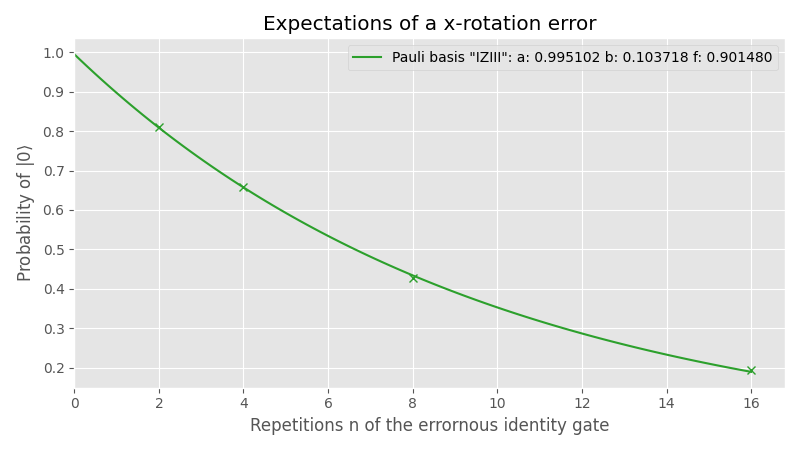 Expectations of a x-rotation error
Pauli basis "IZIII": a: 0.995102 b: 0.103718 f: 0.901480
Probability of |0⟩
1.0
0.9
0.8
0.7
0.6
0.5
0.4
0.3
0.2
0 2 4 6 8 10 12 14 16
Repetitions n of the errornous identity gate